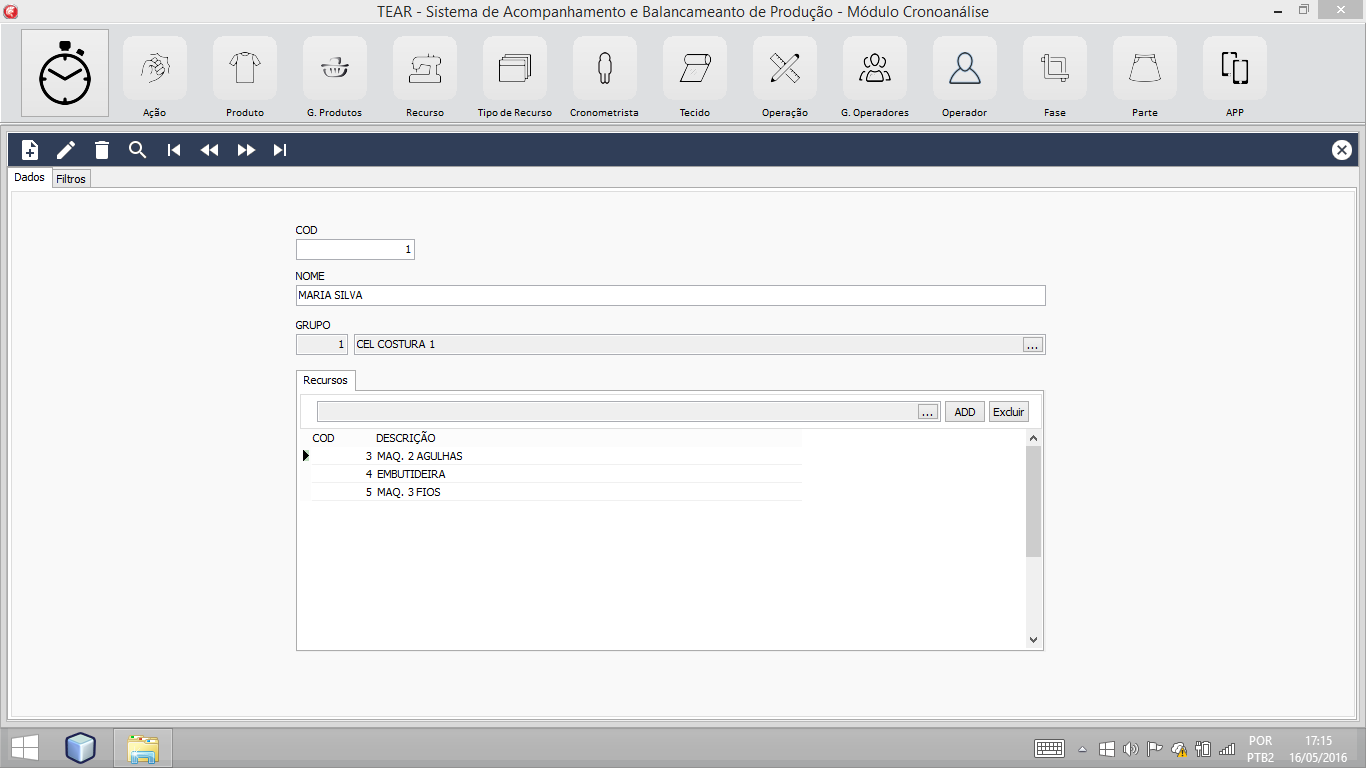 TEAR - Sistema de Acompanhamento e Balancameanto de Produção - Módulo Cronoanálise
Ação Produto G. Produtos Recurso Tipo de Recurso Cronometrista Tecido Operação G. Operadores Operador Fase Parte APP
Dados Filtros
COD
1
NOME
MARIA SILVA
GRUPO
1 CEL COSTURA 1 ...
Recursos
... ADD Excluir
COD DESCRIÇÃO
3 MAQ. 2 AGULHAS
4 EMBUTIDEIRA
5 MAQ. 3 FIOS
POR 17:15
PTB2 16/05/2016